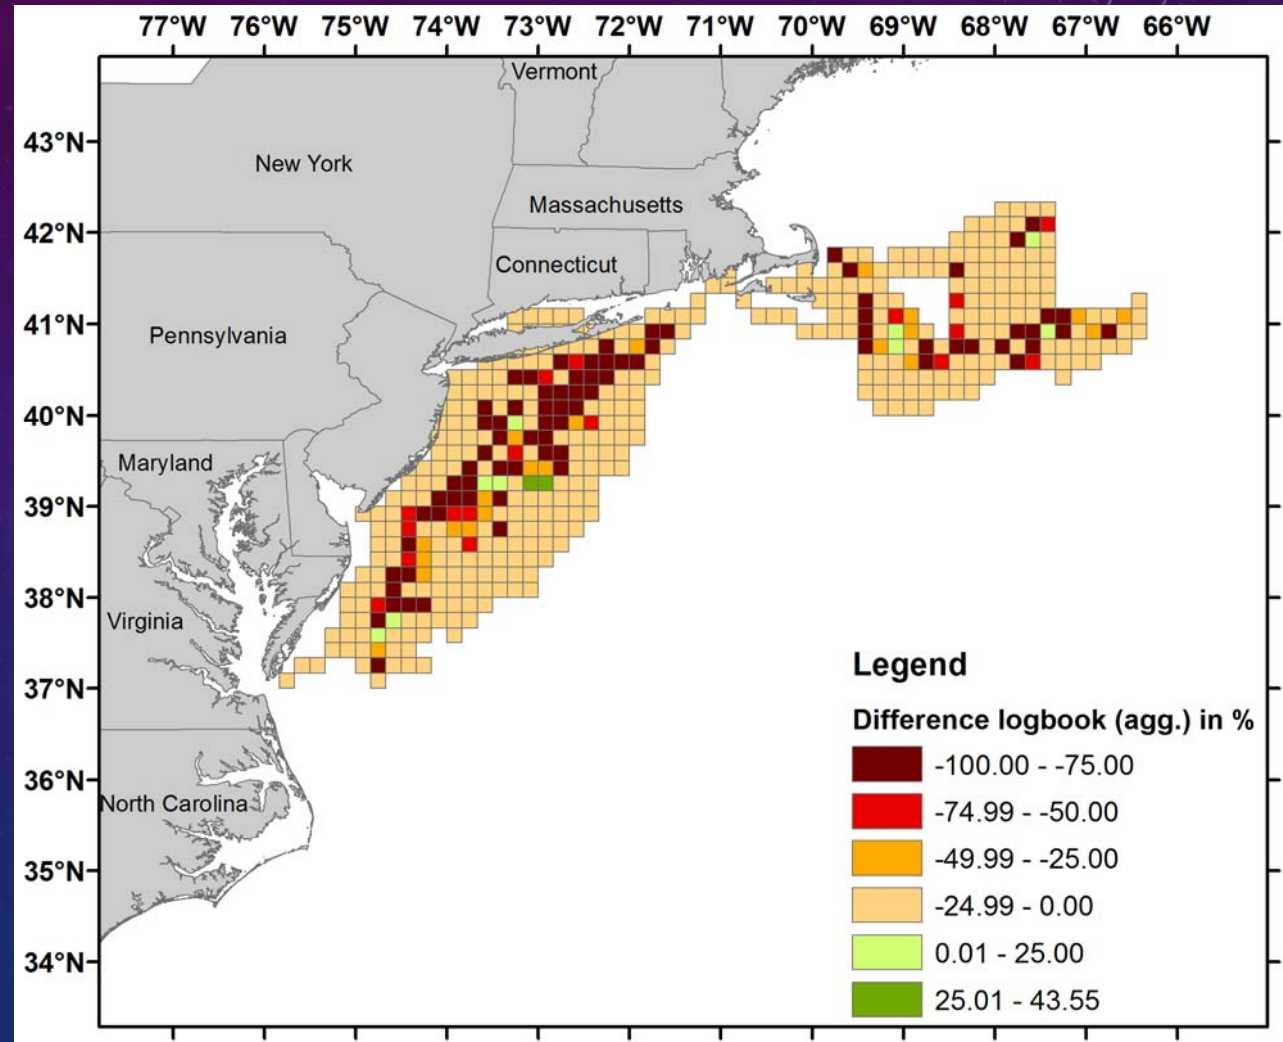 77°W 76°W 75°W 74°W 73°W 72°W 71°W 70°W 69°W 68°W 67°W 66°W
Vermont
43°N
New York
Massachusetts
42°N
Connecticut
41°N
Pennsylvania
40°N
Maryland
39°N
38°N
Virginia
37°N
Legend
Difference logbook (agg.) in %
-100.00 - -75.00
36°N
North Carolina
-74.99 - -50.00
35°N
-49.99 - -25.00
-24.99 - 0.00
34°N
0.01 - 25.00
25.01 - 43.55